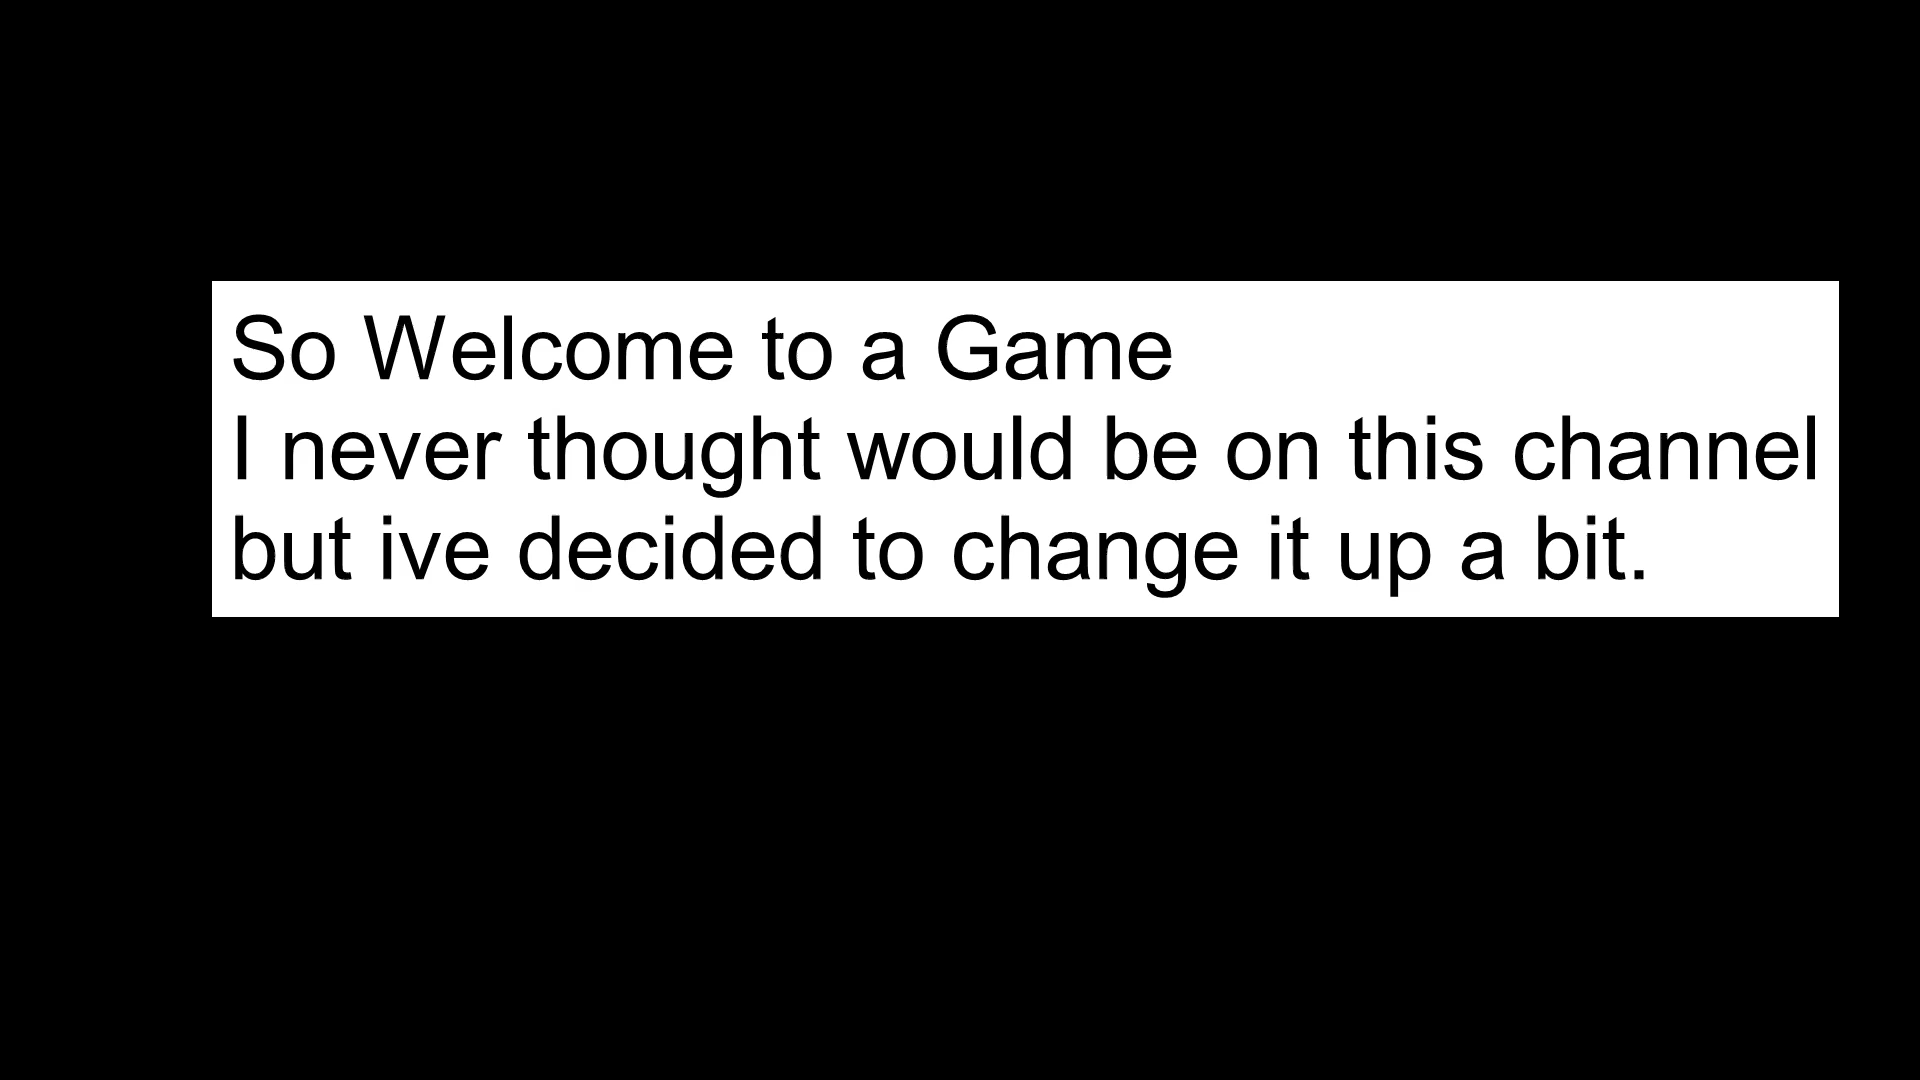 So Welcome to a Game
I never thought would be on this channel
but ive decided to change it up a bit.